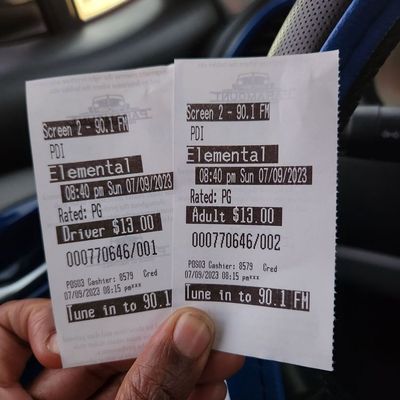 Screen 2 - 90.1 FM
PDI
Elemental
08:40 pm Sun 07/09/2023
Rated: PG
Driver $13.00
000770646/001
POS03 Cashier: 8579 Cred
07/09/2023 08:15 pm***
Tune in to 90.1
PARAMOUNT
Screen 2 - 90.1 FM
PDI
Elemental
08:40 pm Sun 07/09/2023
Rated: PG
Adult $13.00
000770646/002
POS03 Cashier: 8579 Cred
07/09/2023 08:15 pm***
Tune in to 90.1 FM